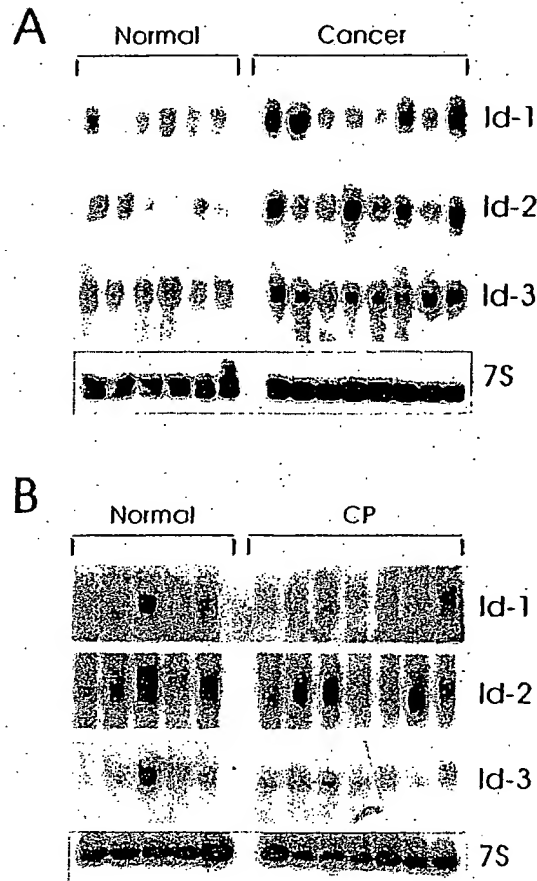 A
Normal Cancer
Id-1
Id-2
Id-3
7S
B
Normal CP
Id-1
Id-2
Id-3
7S